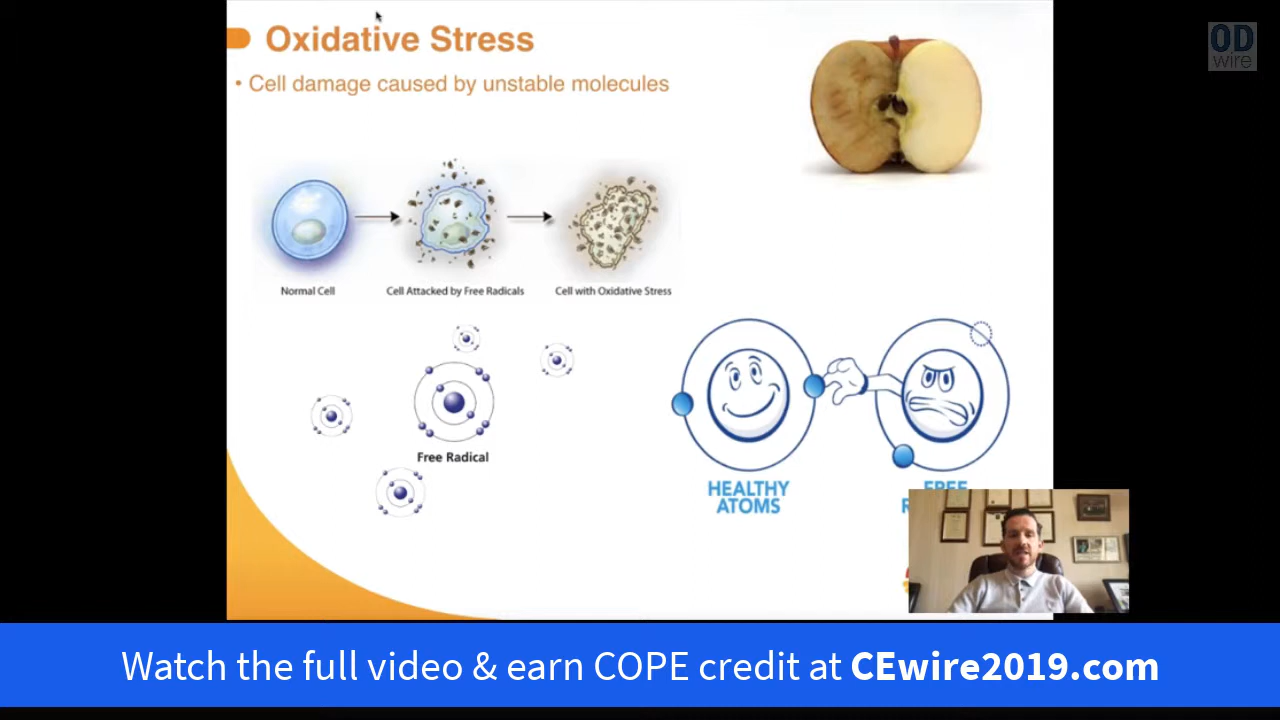 Oxidative Stress
• Cell damage caused by unstable molecules
OD
wire
Normal Cell
Cell Attacked by Free Radicals
Cell with Oxidative Stress
Free Radical
HEALTHY
ATOMS
FREE
Watch the full video & earn COPE credit at CEwire2019.com